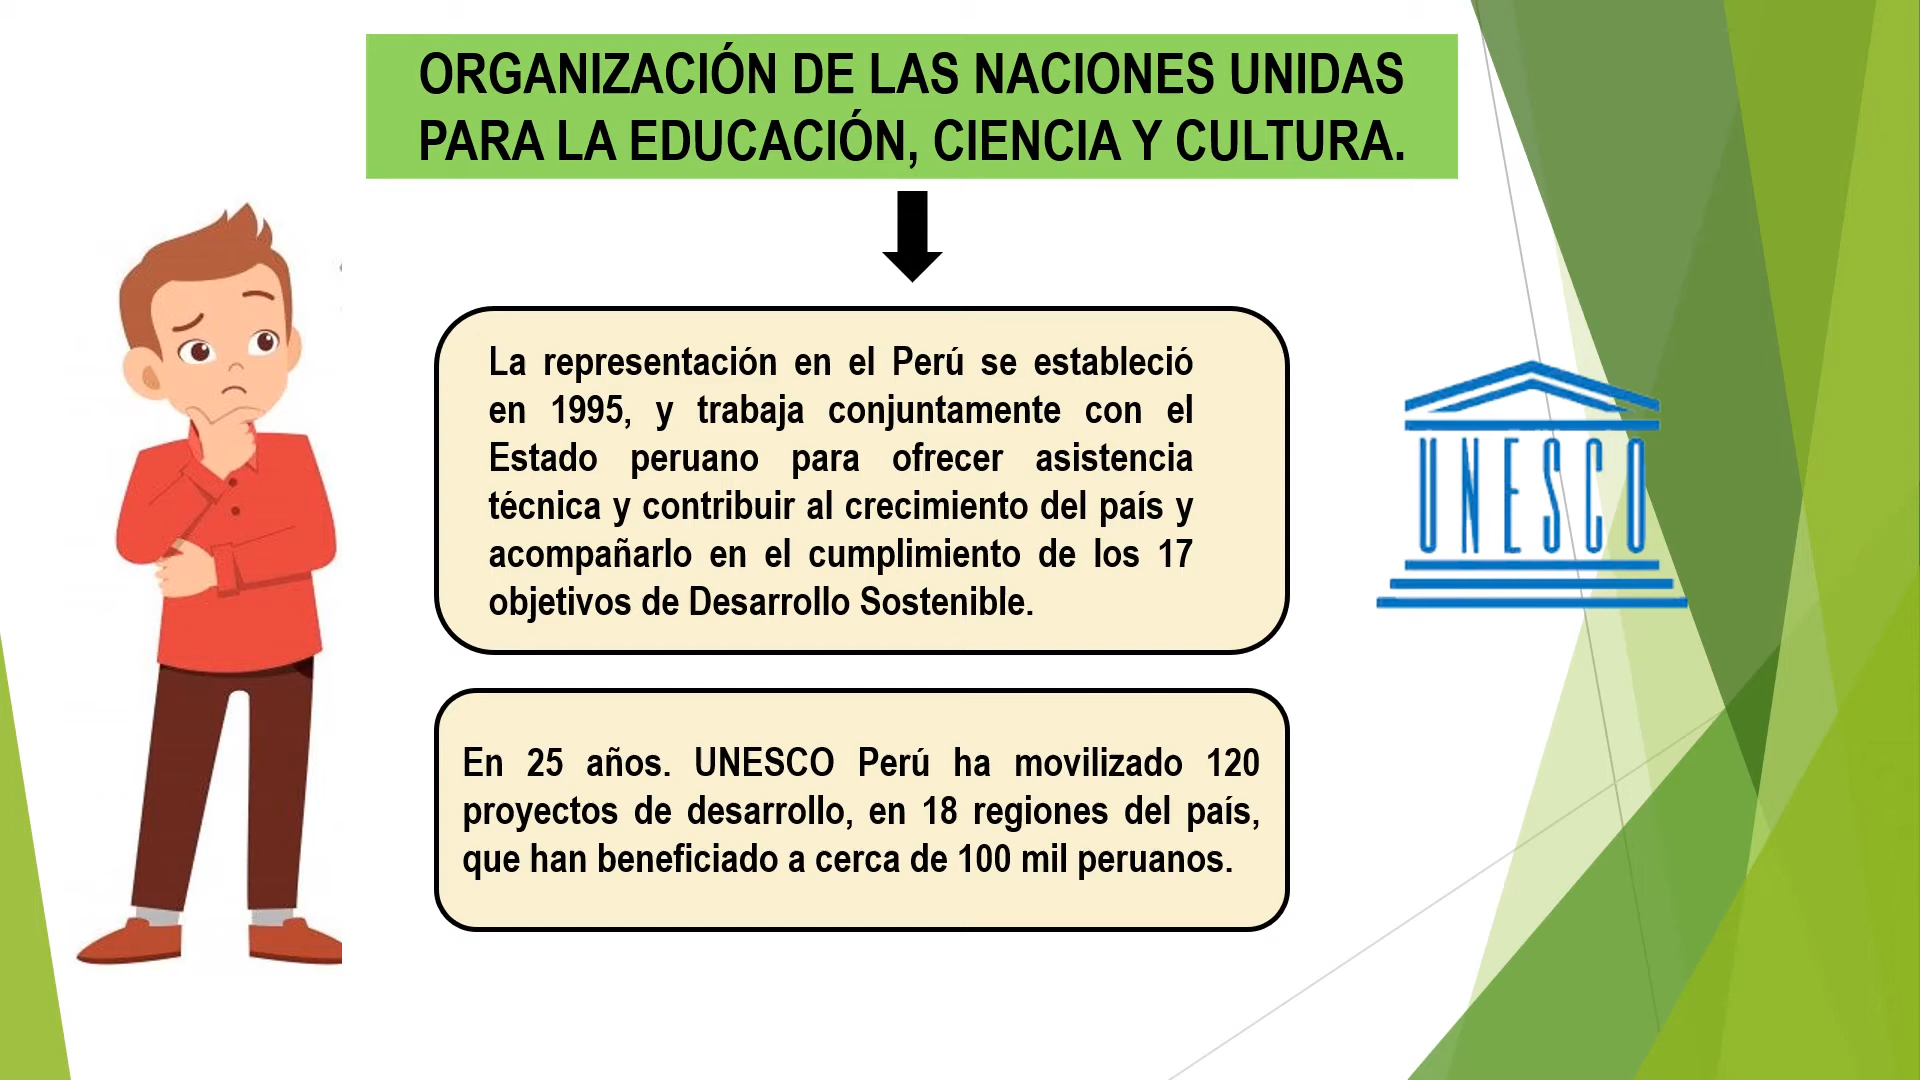 ORGANIZACIÓN DE LAS NACIONES UNIDAS
PARA LA EDUCACIÓN, CIENCIA Y CULTURA.
La representación en el Perú se estableció
en 1995, y trabaja conjuntamente con el
Estado peruano para ofrecer asistencia
técnica y contribuir al crecimiento del país y
acompañarlo en el cumplimiento de los 17
objetivos de Desarrollo Sostenible.
UNESCO
En 25 años. UNESCO Perú ha movilizado 120
proyectos de desarrollo, en 18 regiones del país,
que han beneficiado a cerca de 100 mil peruanos.